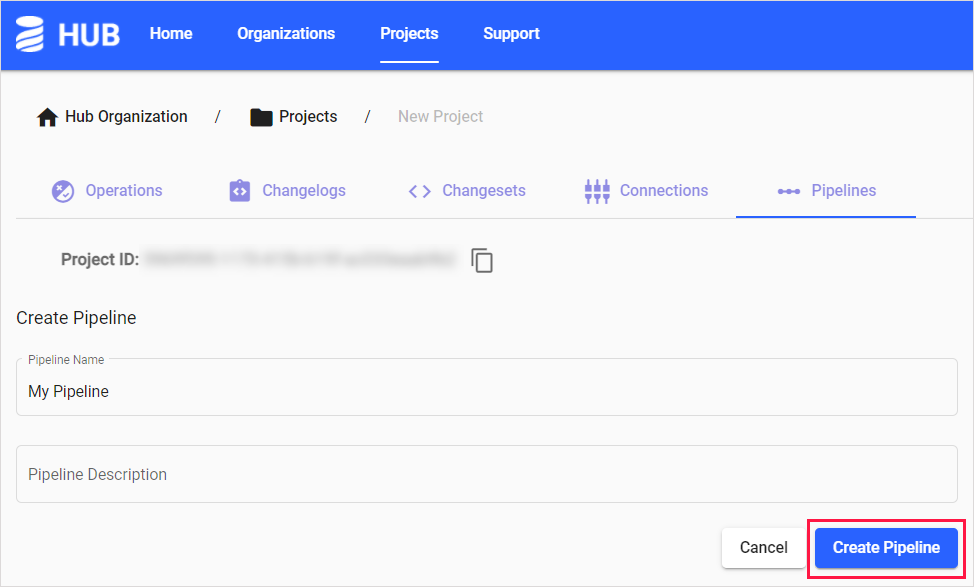 HUB Home Organizations Projects Support
Hub Organization / Projects / New Project
Operations Changelogs Changesets Connections Pipelines
Project ID:
Create Pipeline
Pipeline Name
My Pipeline
Pipeline Description
Cancel Create Pipeline